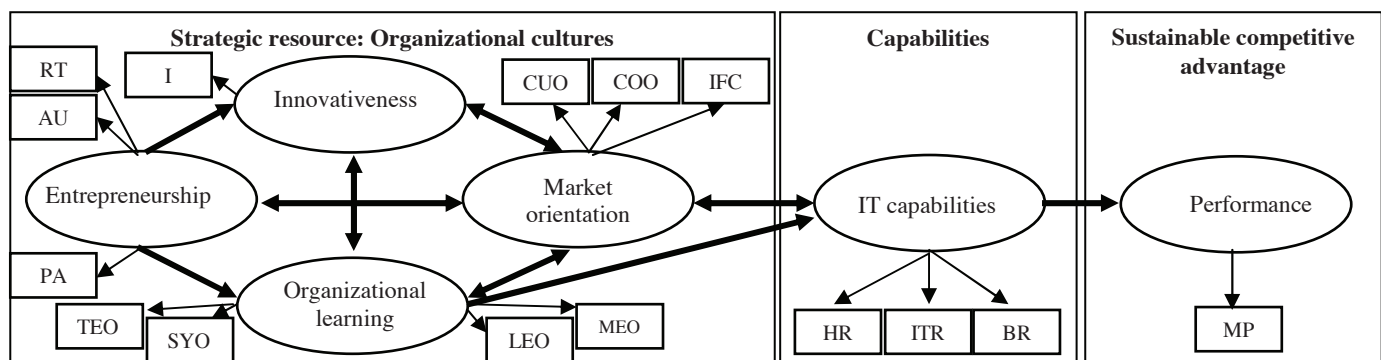 Strategic resource: Organizational cultures
RT
I
Innovativeness
CUO
COO
IFC
AU
Entrepreneurship
Market
orientation
PA
Organizational
learning
TEO
SYO
LEO
MEO
Capabilities
IT capabilities
HR
ITR
BR
Sustainable competitive
advantage
Performance
MP